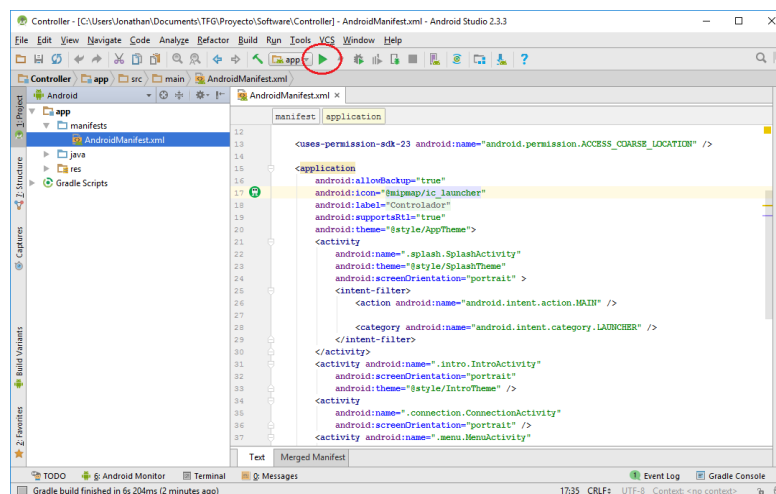 Controller - [C:\Users\Jonathan\Documents\TFG\Proyecto\Software\Controller] - AndroidManifest.xml - Android Studio 2.3.3
File Edit View Navigate Code Analyze Refactor Build Run Tools VCS Window Help
app
Controller app src main AndroidManifest.xml
Android
AndroidManifest.xml ×
1: Project
app
manifests
AndroidManifest.xml
java
res
Gradle Scripts
Z: Structure
Captures
Build Variants
2: Favorites
manifest application
12
13 <uses-permission-sdk-23 android:name="android.permission.ACCESS_COARSE_LOCATION" />
14
15 <application
16 android:allowBackup="true"
17 android:icon="@mipmap/ic_launcher"
18 android:label="Controlador"
19 android:supportsRtl="true"
20 android:theme="@style/AppTheme">
21 <activity
22 android:name=".splash.SplashActivity"
23 android:theme="@style/SplashTheme"
24 android:screenOrientation="portrait" >
25 <intent-filter>
26 <action android:name="android.intent.action.MAIN" />
27
28 <category android:name="android.intent.category.LAUNCHER" />
29 </intent-filter>
30 </activity>
31 <activity android:name=".intro.IntroActivity"
32 android:screenOrientation="portrait"
33 android:theme="@style/IntroTheme" />
34 <activity
35 android:name=".connection.ConnectionActivity"
36 android:screenOrientation="portrait" />
37 <activity android:name=".menu.MenuActivity"
Text Merged Manifest
TODO 6: Android Monitor Terminal 0: Messages 1 Event Log Gradle Console
Gradle build finished in 6s 204ms (2 minutes ago) 17:35 CRLF÷ UTF-8 Context: <no context>